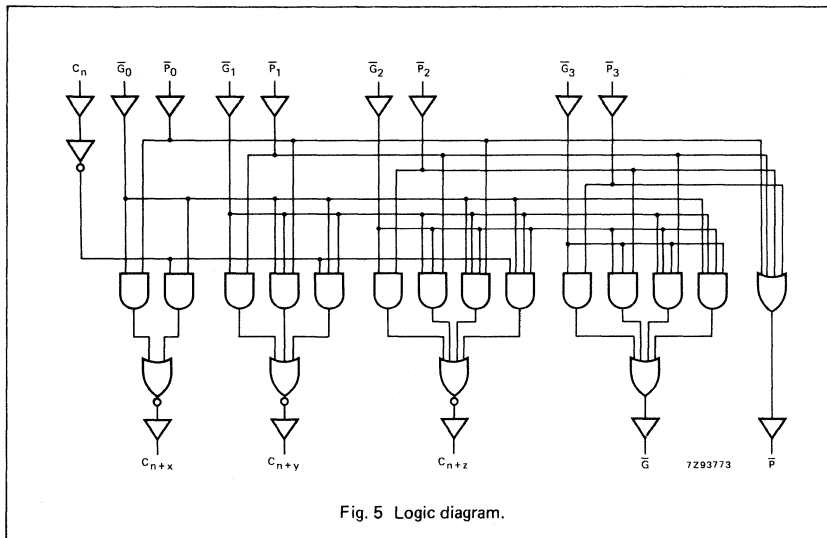 Cn G̅0 P̅0 G̅1 P̅1 G̅2 P̅2 G̅3 P̅3
Cn+x Cn+y Cn+z G̅ 7Z93773 P̅
Fig. 5 Logic diagram.